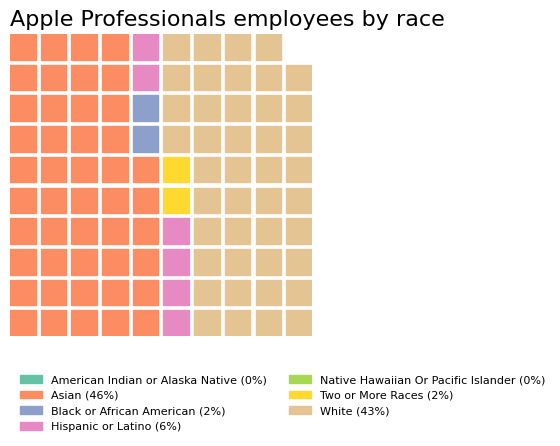 Apple Professionals employees by race
American Indian or Alaska Native (0%)
Asian (46%)
Black or African American (2%)
Hispanic or Latino (6%)
Native Hawaiian Or Pacific Islander (0%)
Two or More Races (2%)
White (43%)